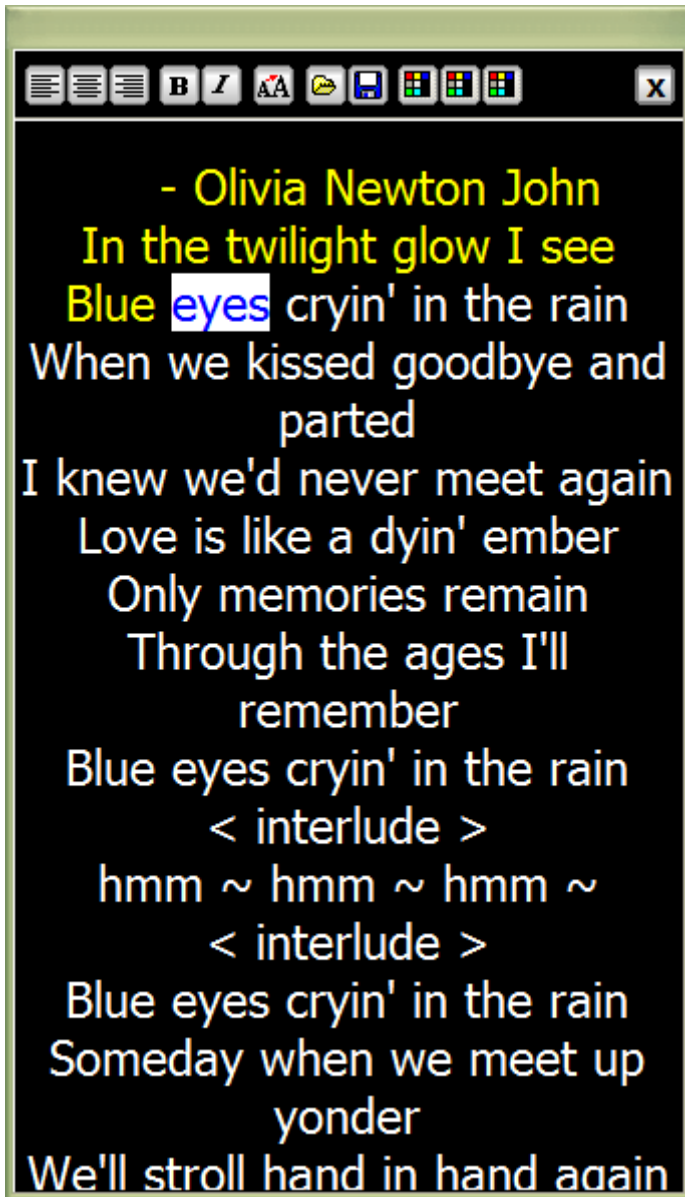 B I AA X
- Olivia Newton John
In the twilight glow I see
Blue eyes cryin' in the rain
When we kissed goodbye and
parted
I knew we'd never meet again
Love is like a dyin' ember
Only memories remain
Through the ages I'll
remember
Blue eyes cryin' in the rain
< interlude >
hmm ~ hmm ~ hmm ~
< interlude >
Blue eyes cryin' in the rain
Someday when we meet up
yonder
We'll stroll hand in hand again